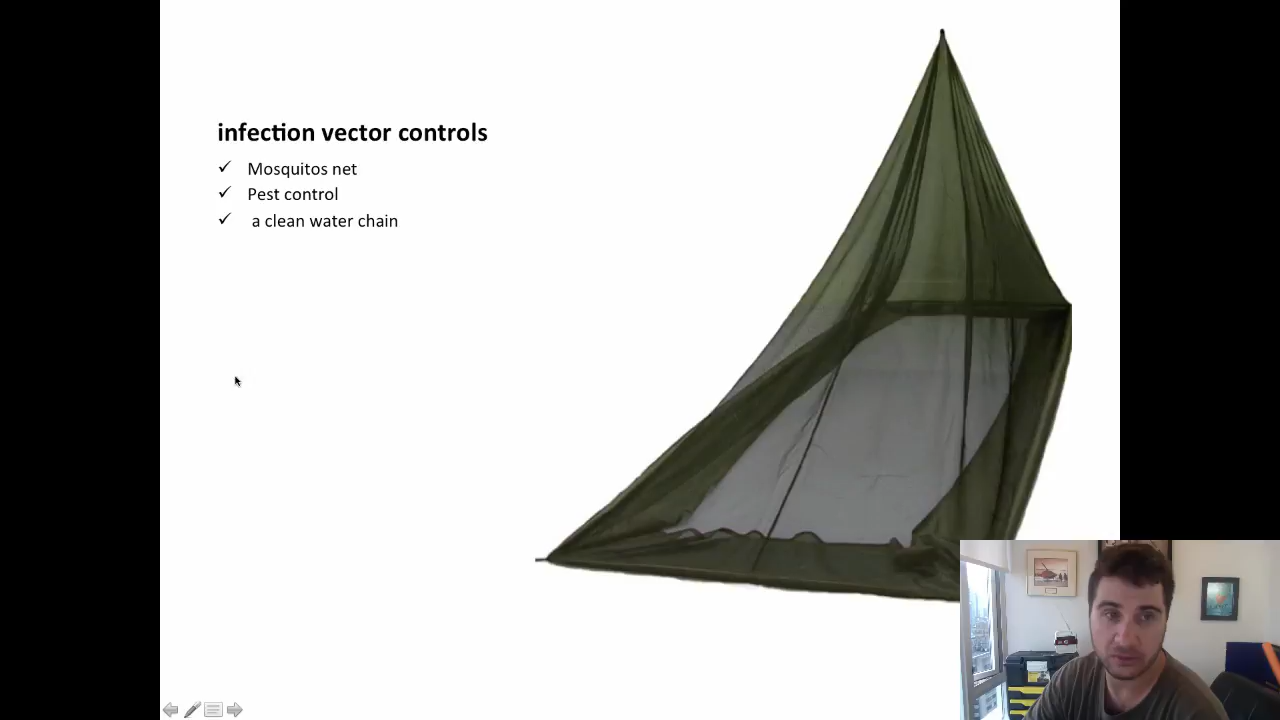 infection vector controls
✓ Mosquitos net
✓ Pest control
✓ a clean water chain